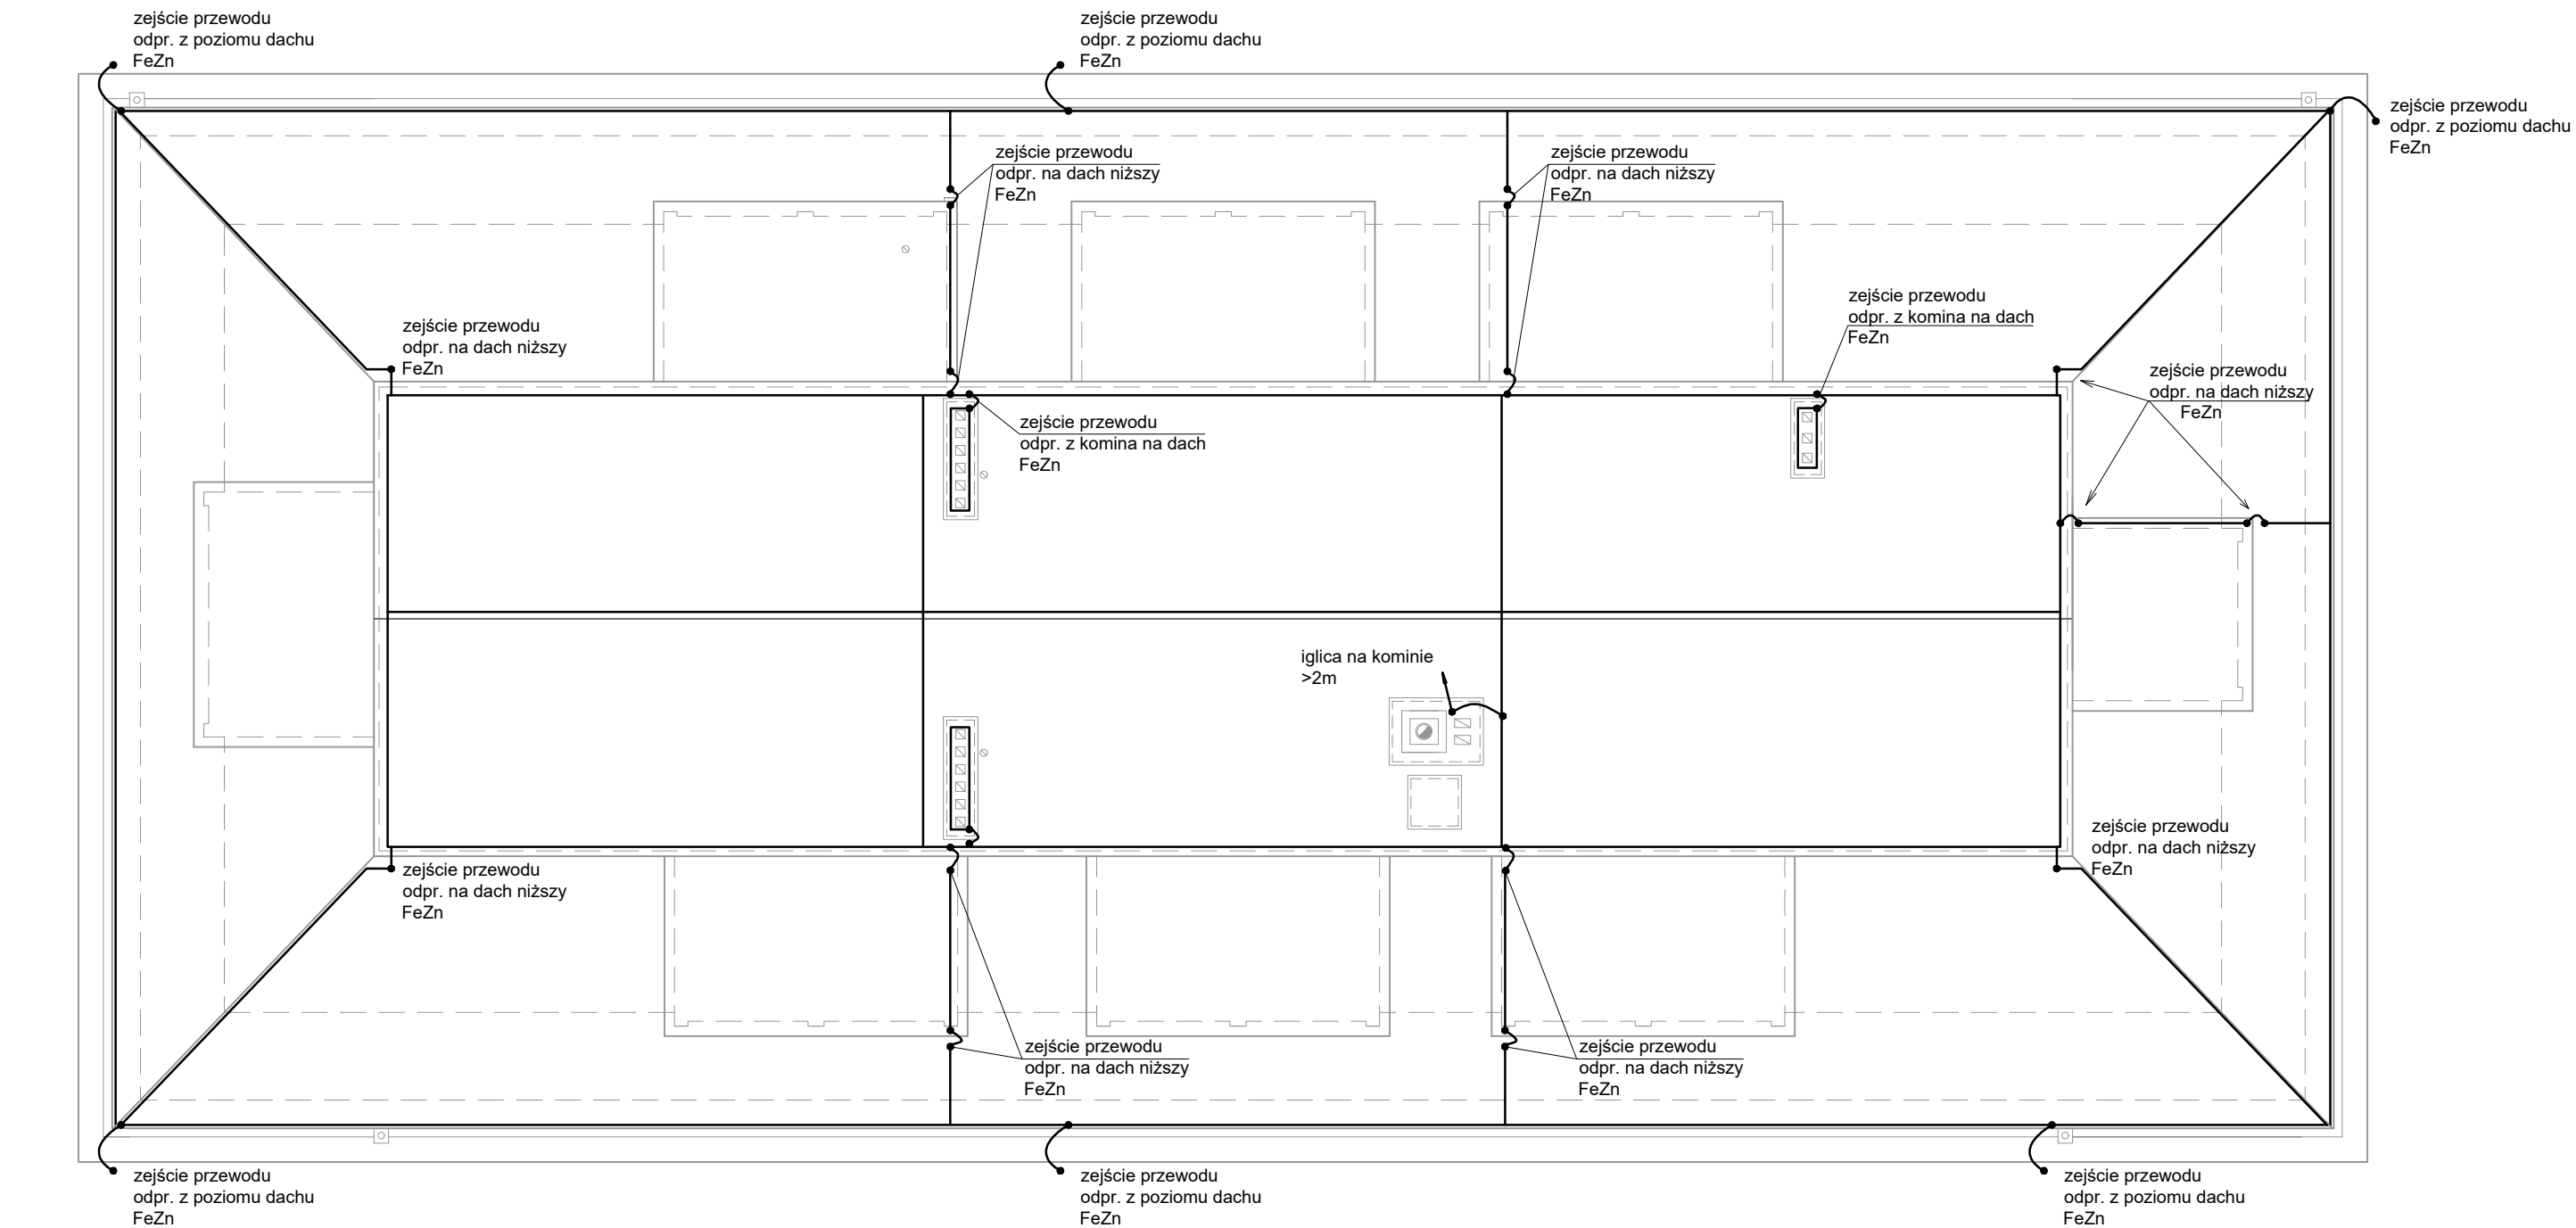 zejście przewodu
odpr. z poziomu dachu
FeZn
zejście przewodu
odpr. z poziomu dachu
FeZn
zejście przewodu
odpr. z poziomu dachu
FeZn
zejście przewodu
odpr. na dach niższy
FeZn
zejście przewodu
odpr. na dach niższy
FeZn
zejście przewodu
odpr. z komina na dach
FeZn
zejście przewodu
odpr. na dach niższy
FeZn
zejście przewodu
odpr. na dach niższy
FeZn
zejście przewodu
odpr. z komina na dach
FeZn
iglica na kominie
>2m
zejście przewodu
odpr. na dach niższy
FeZn
zejście przewodu
odpr. na dach niższy
FeZn
zejście przewodu
odpr. na dach niższy
FeZn
zejście przewodu
odpr. na dach niższy
FeZn
zejście przewodu
odpr. z poziomu dachu
FeZn
zejście przewodu
odpr. z poziomu dachu
FeZn
zejście przewodu
odpr. z poziomu dachu
FeZn